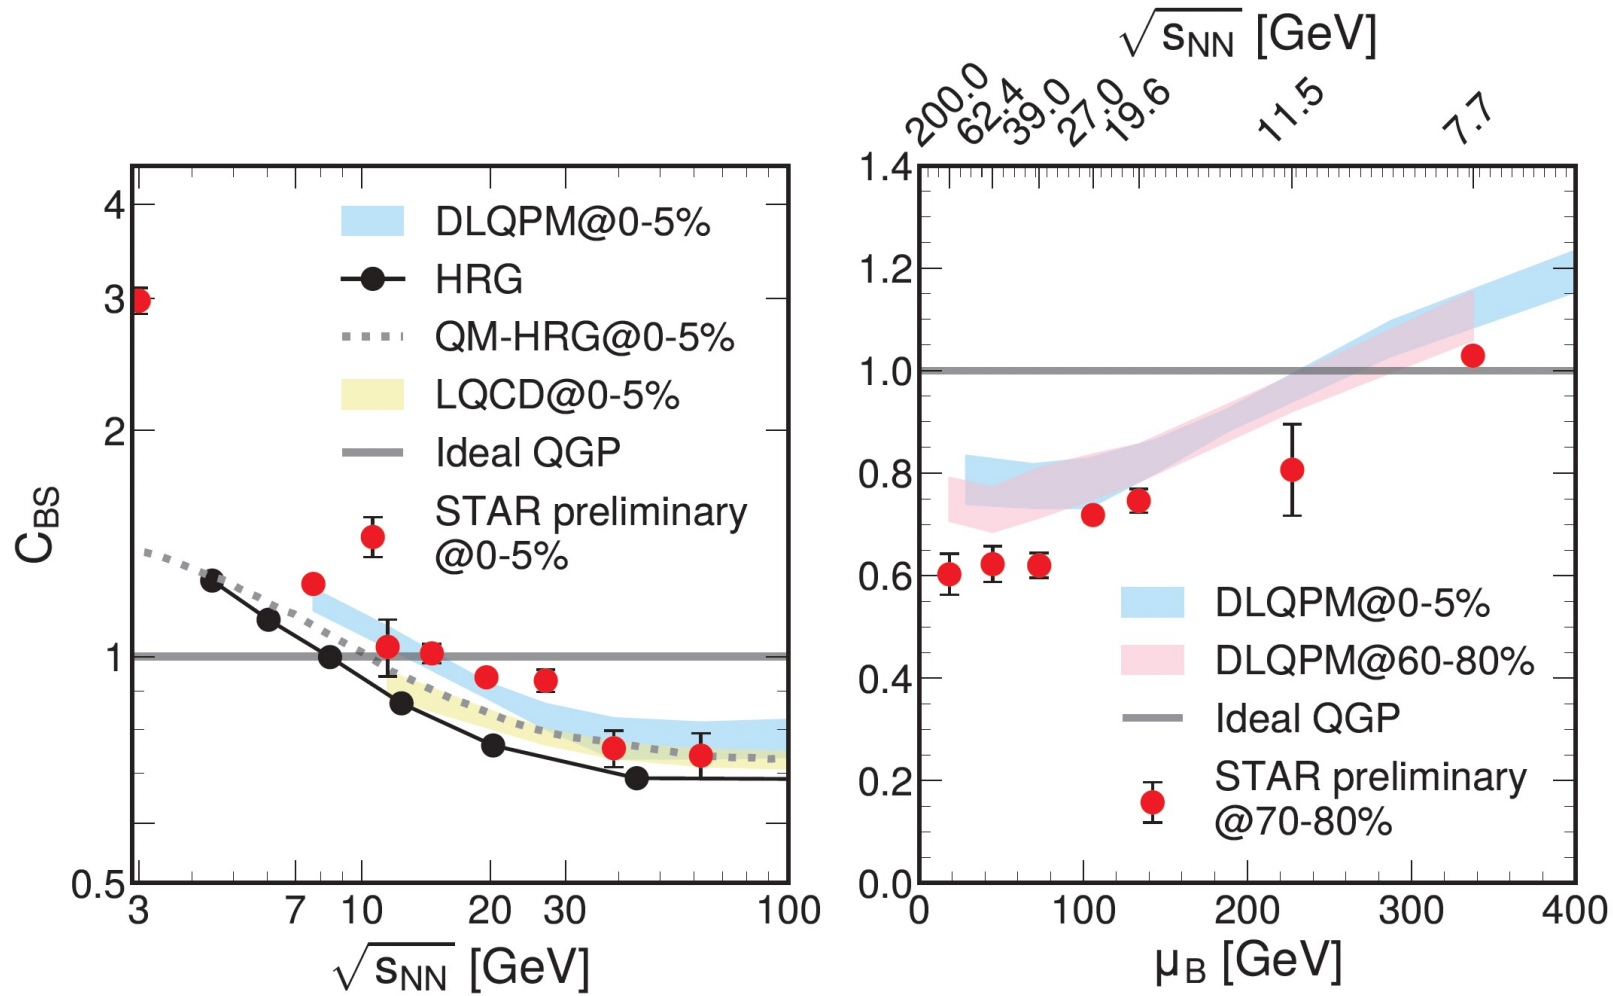 √sNN [GeV]
200.0 62.4 39.0 27.0 19.6 11.5 7.7
CBS
4
3
2
1
0.5
3 7 10 20 30 100
√sNN [GeV]
DLQPM@0-5%
HRG
QM-HRG@0-5%
LQCD@0-5%
Ideal QGP
STAR preliminary
@0-5%
1.4
1.2
1.0
0.8
0.6
0.4
0.2
0.0
0 100 200 300 400
μB [GeV]
DLQPM@0-5%
DLQPM@60-80%
Ideal QGP
STAR preliminary
@70-80%